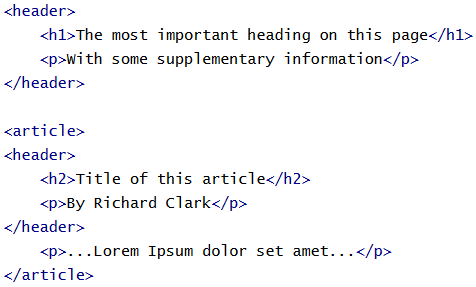 <header>
    <h1>The most important heading on this page</h1>
    <p>With some supplementary information</p>
</header>

<article>
<header>
    <h2>Title of this article</h2>
    <p>By Richard Clark</p>
</header>
    <p>...Lorem Ipsum dolor set amet...</p>
</article>